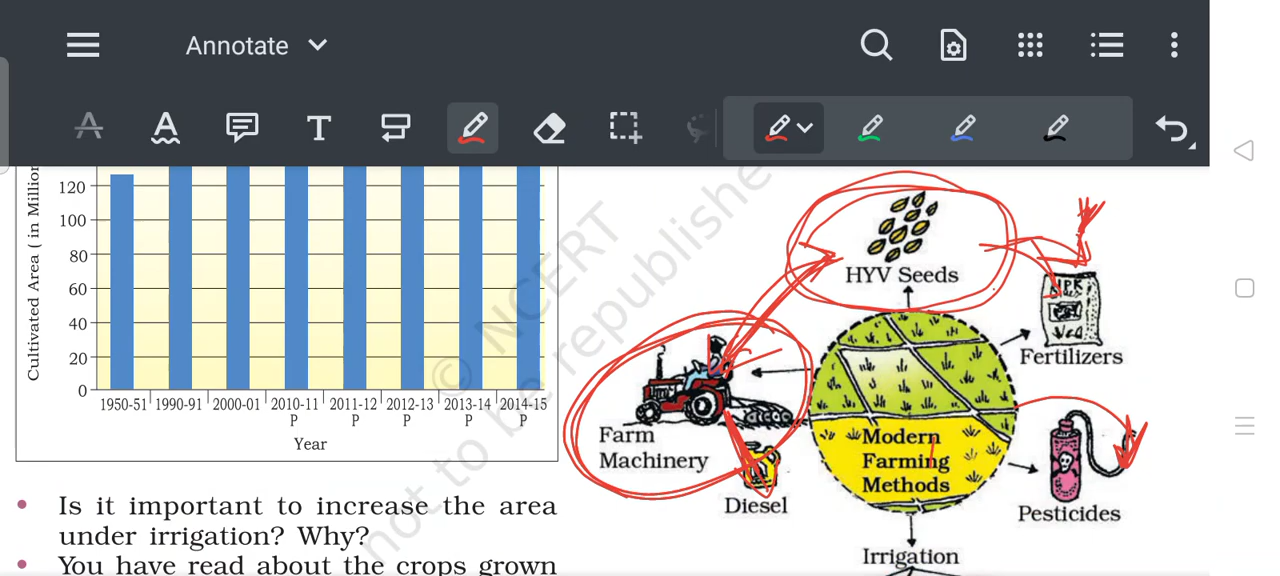 Annotate
Cultivated Area ( in Million
120
100
80
60
40
20
0
1950-51 1990-91 2000-01 2010-11 2011-12 2012-13 2013-14 2014-15
P P P P P
Year
© NCERT
not to be republished
HYV Seeds
Fertilizers
Farm
Machinery
Diesel
Modern
Farming
Methods
Pesticides
Irrigation
• Is it important to increase the area
under irrigation? Why?
• You have read about the crops grown